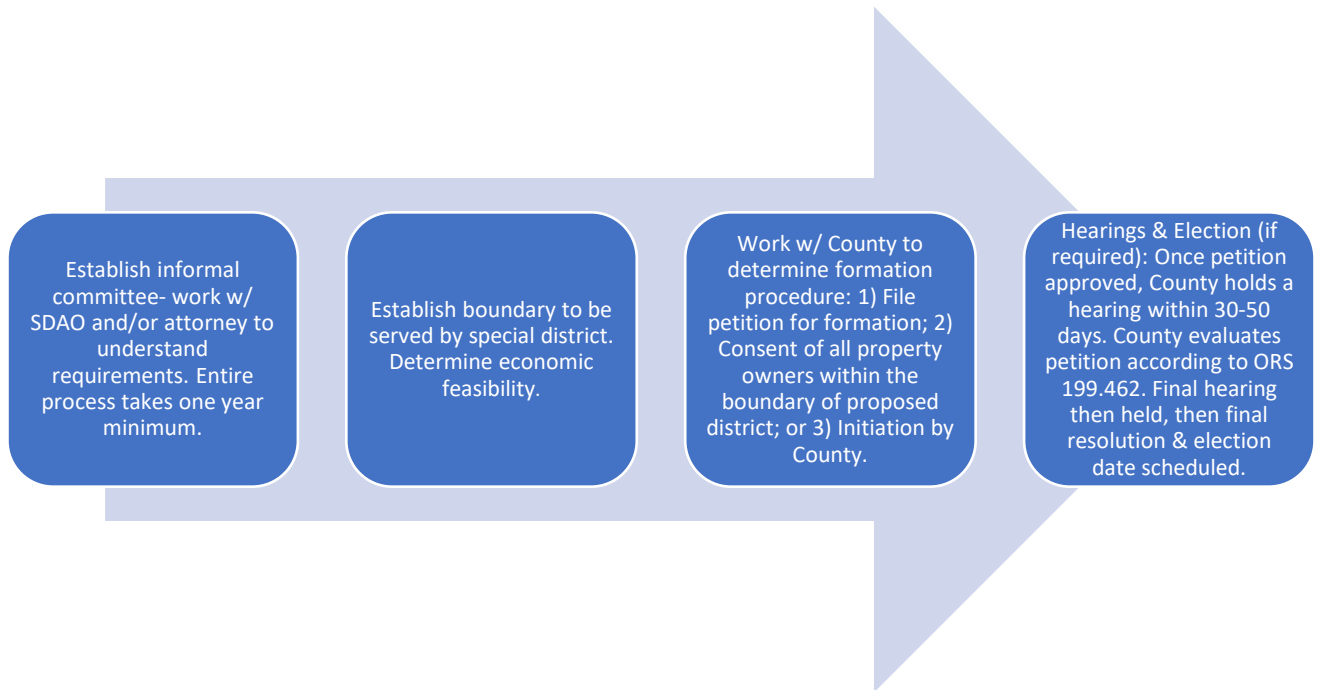 Establish informal
committee- work w/
SDAO and/or attorney to
understand
requirements. Entire
process takes one year
minimum.
Establish boundary to be
served by special district.
Determine economic
feasibility.
Work w/ County to
determine formation
procedure: 1) File
petition for formation; 2)
Consent of all property
owners within the
boundary of proposed
district; or 3) Initiation by
County.
Hearings & Election (if
required): Once petition
approved, County holds a
hearing within 30-50
days. County evaluates
petition according to ORS
199.462. Final hearing
then held, then final
resolution & election
date scheduled.